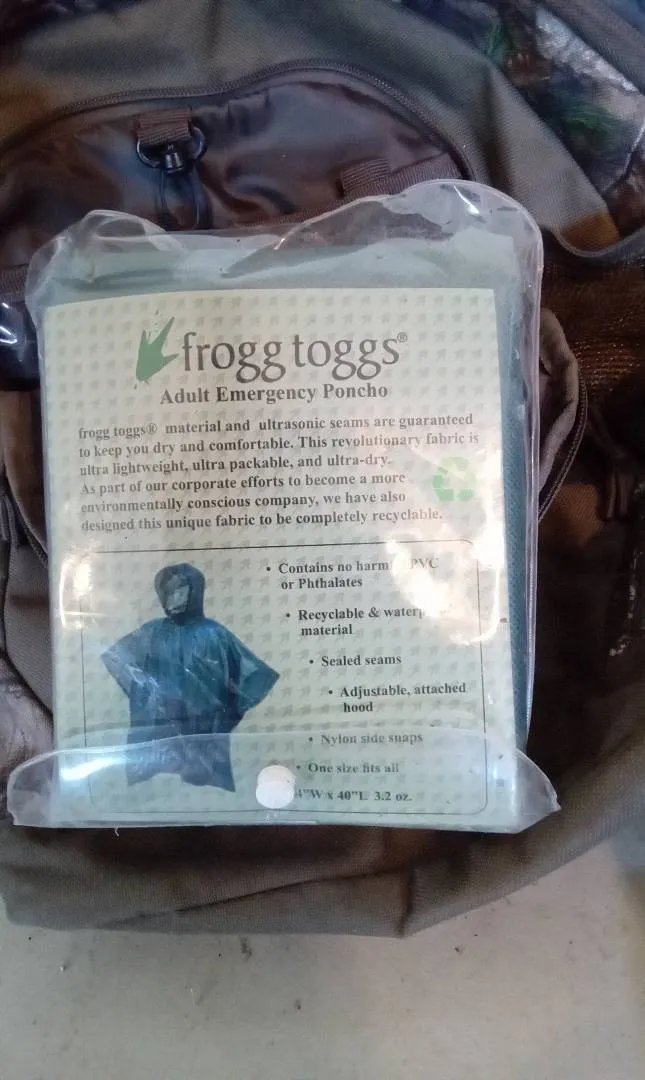 frogg toggs®
Adult Emergency Poncho
frogg toggs® material and ultrasonic seams are guaranteed
to keep you dry and comfortable. This revolutionary fabric is
ultra lightweight, ultra packable, and ultra-dry.
As part of our corporate efforts to become a more
environmentally conscious company, we have also
designed this unique fabric to be completely recyclable.
• Contains no PVC
or Phthalates
• Recyclable &
material
• Sealed seams
• Adjustable, attached
hood
• Nylon side snaps
• One size fits all
x 40"L 3.2 oz.